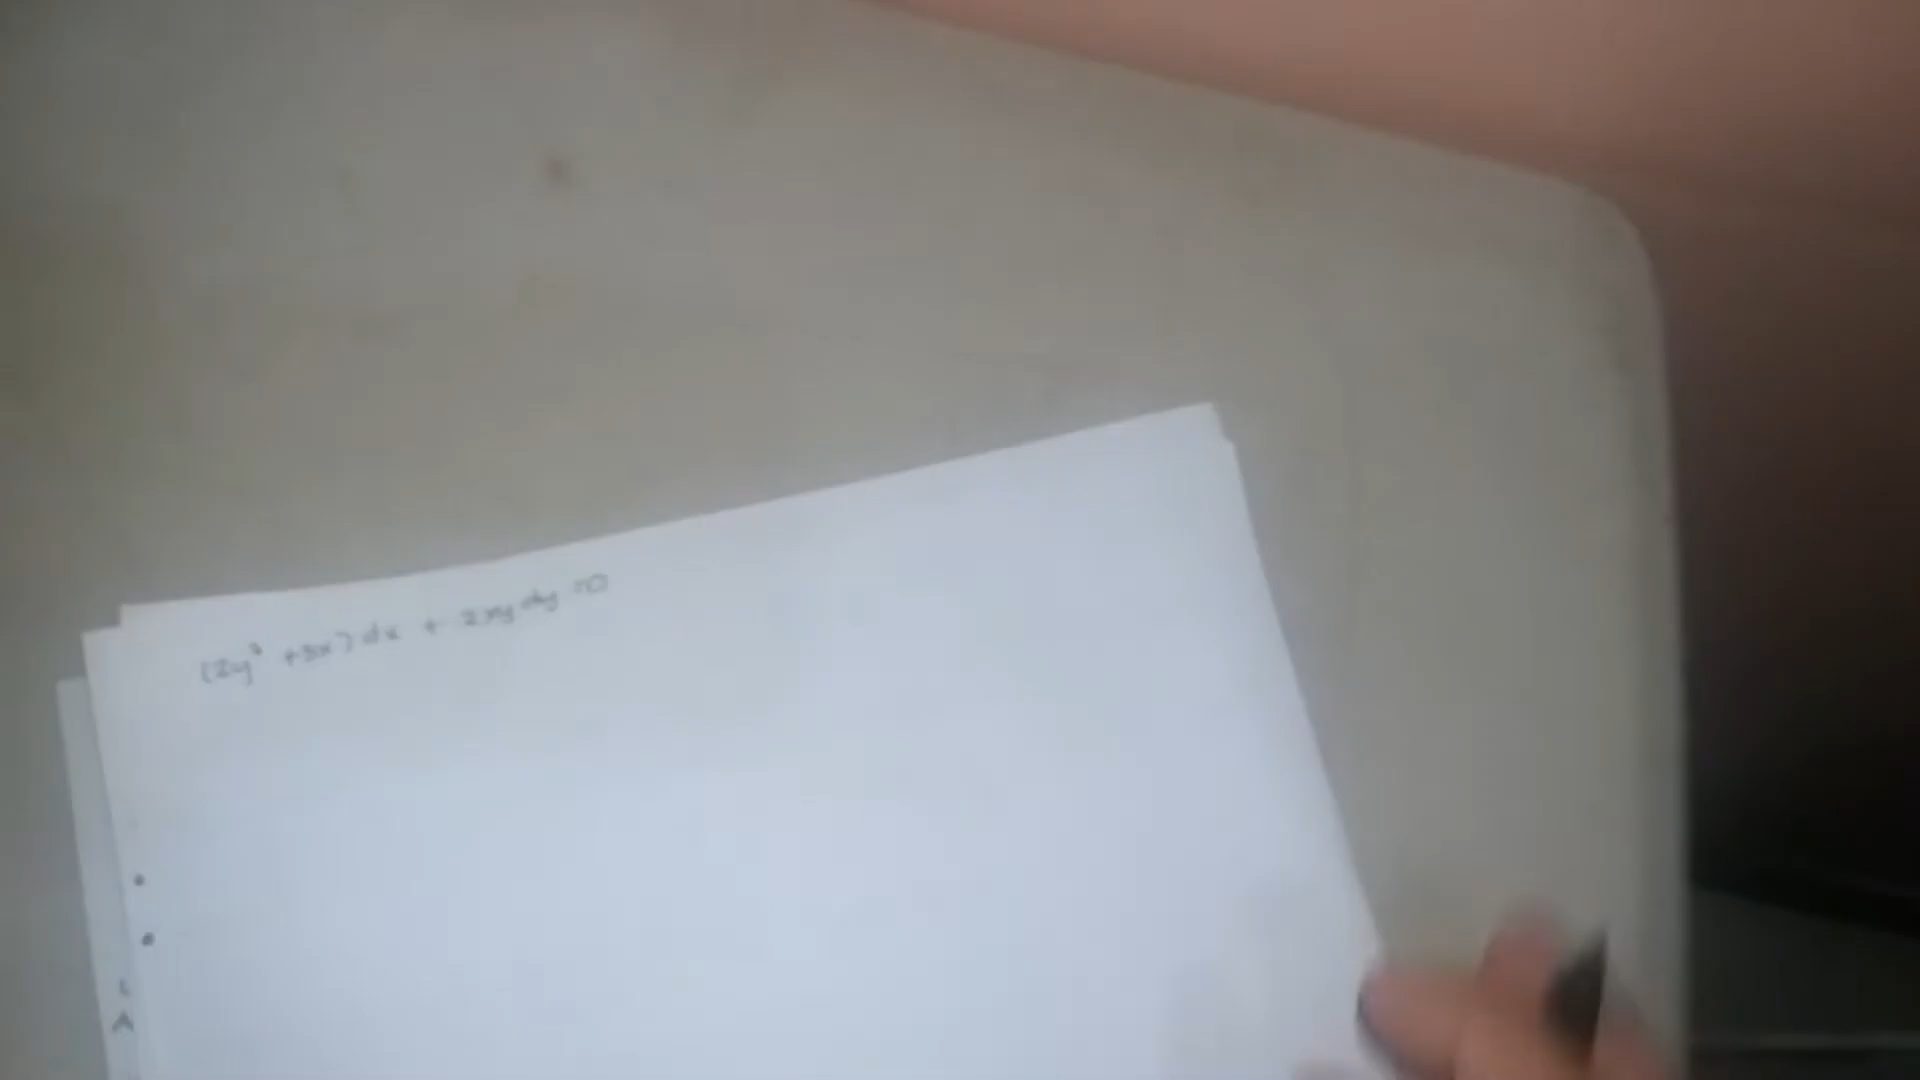 (2y² +3x) dx + 2xy dy = 0